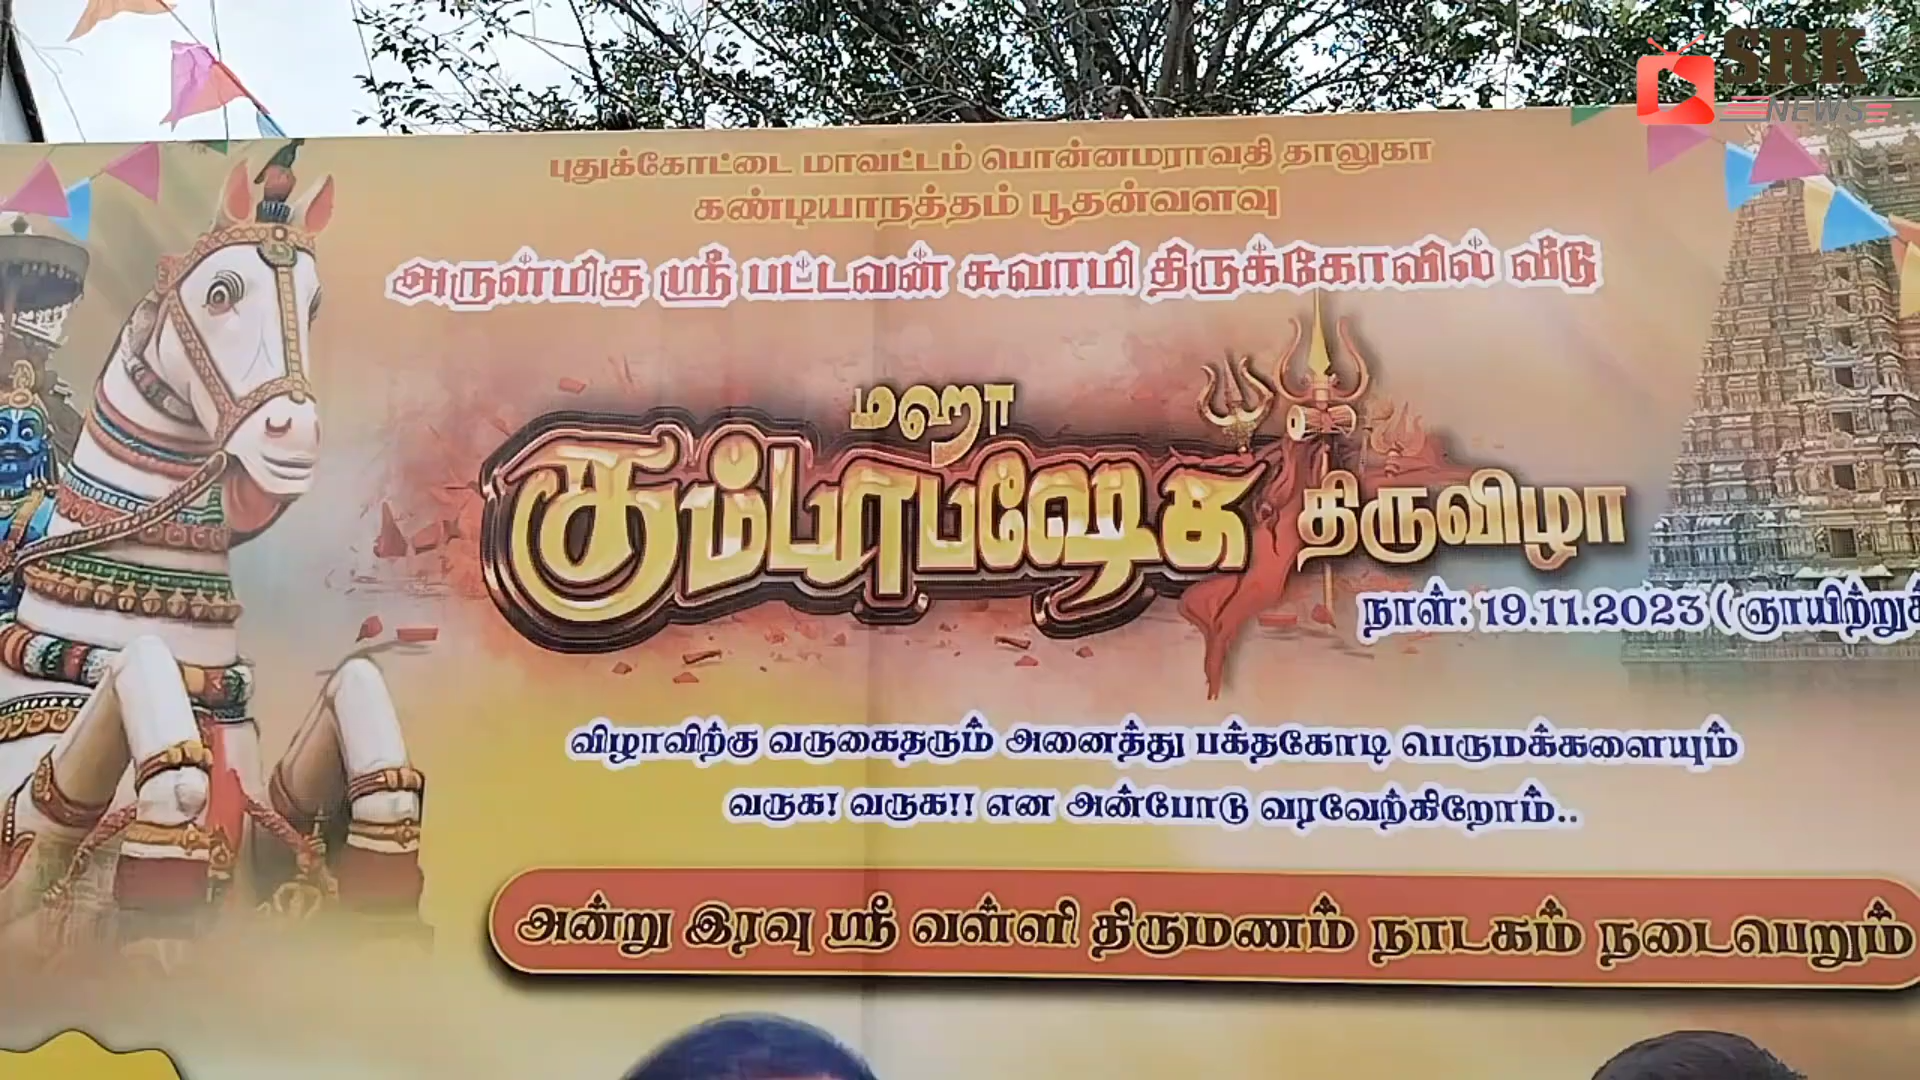 SRK
NEWS
புதுக்கோட்டை மாவட்டம் பொன்னமராவதி தாலுகா
கண்டியாநத்தம் பூதன்வளவு
அருள்மிகு ஸ்ரீ பட்டவன் சுவாமி திருக்கோவில் வீடு
மஹா
கும்பாபஷேக திருவிழா
நாள்: 19.11.2023 (ஞாயிற்றுக்
விழாவிற்கு வருகைதரும் அனைத்து பக்தகோடி பெருமக்களையும்
வருக! வருக!! என அன்போடு வரவேற்கிறோம்..
அன்று இரவு ஸ்ரீ வள்ளி திருமணம் நாடகம் நடைபெறும்